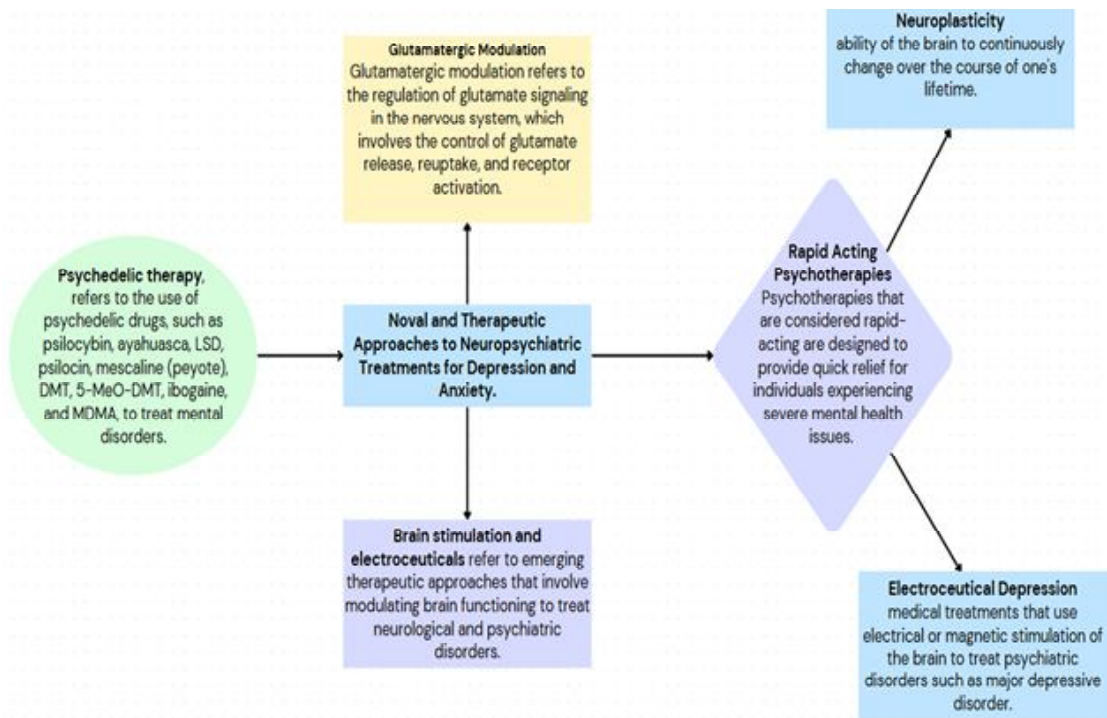 Neuroplasticity
ability of the brain to continuously
change over the course of one's
lifetime.
Glutamatergic Modulation
Glutamatergic modulation refers to
the regulation of glutamate signaling
in the nervous system, which
involves the control of glutamate
release, reuptake, and receptor
activation.
Psychedelic therapy,
refers to the use of
psychedelic drugs, such as
psilocybin, ayahuasca, LSD,
psilocin, mescaline (peyote),
DMT, 5-MeO-DMT, ibogaine,
and MDMA, to treat mental
disorders.
Noval and Therapeutic
Approaches to Neuropsychiatric
Treatments for Depression and
Anxiety.
Rapid Acting
Psychotherapies
Psychotherapies that
are considered rapid-
acting are designed to
provide quick relief for
individuals experiencing
severe mental health
issues.
Brain stimulation and
electroceuticals refer to emerging
therapeutic approaches that involve
modulating brain functioning to treat
neurological and psychiatric
disorders.
Electroceutical Depression
medical treatments that use
electrical or magnetic stimulation of
the brain to treat psychiatric
disorders such as major depressive
disorder.